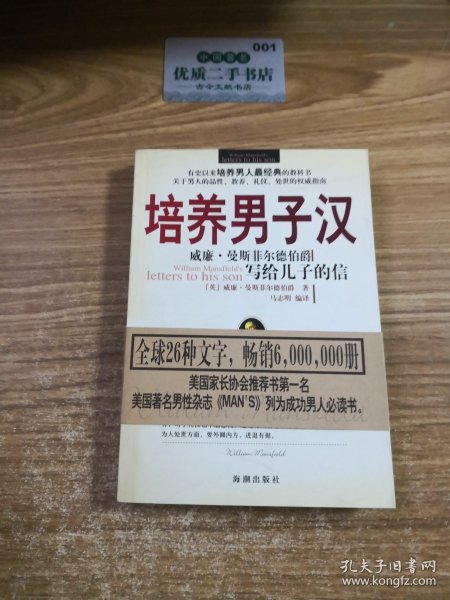 中国著名
001
优质二手书店
古今文献书店
William Mansfield's
letters to his son
有史以来培养男人最经典的教科书
关于男人的品性、教养、礼仪、处世的权威指南
培养男子汉
威廉·曼斯菲尔德伯爵
William Mansfield's
letters to his son
写给儿子的信
［英］威廉·曼斯菲尔德伯爵 著
马志明 编译
全球26种文字，畅销6,000,000册
美国家长协会推荐书第一名
美国著名男性杂志《MAN'S》列为成功男人必读书。
为人处世方面，要外圆内方，进退有据。
William Mansfield
海潮出版社
孔夫子旧书网
www.kongfz.com